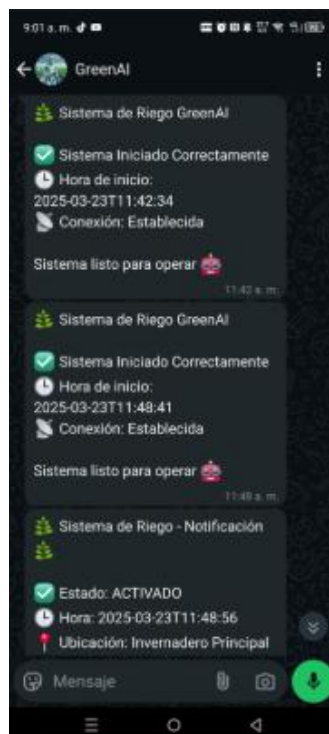 9:01 a.m.
GreenAI
Sistema de Riego GreenAI
Sistema Iniciado Correctamente
Hora de inicio:
2025-03-23T11:42:34
Conexión: Establecida
Sistema listo para operar
11:42 a. m.
Sistema de Riego GreenAI
Sistema Iniciado Correctamente
Hora de inicio:
2025-03-23T11:48:41
Conexión: Establecida
Sistema listo para operar
11:48 a. m.
Sistema de Riego - Notificación
Estado: ACTIVADO
Hora: 2025-03-23T11:48:56
Ubicación: Invernadero Principal
Mensaje